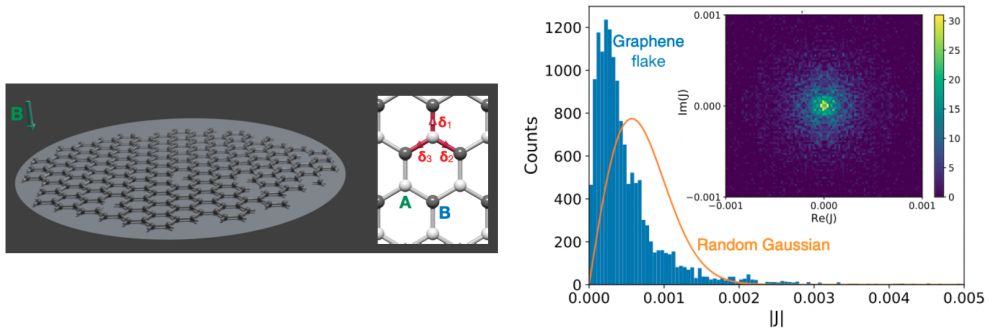 B
δ1
δ3
δ2
A
B
1200
1000
800
600
400
200
0
Counts
0.000
0.001
0.002
0.003
0.004
0.005
|J|
Graphene
flake
Random Gaussian
0.001
0.000
−0.001
Im(J)
−0.001
0.000
0.001
Re(J)
30
25
20
15
10
5
0